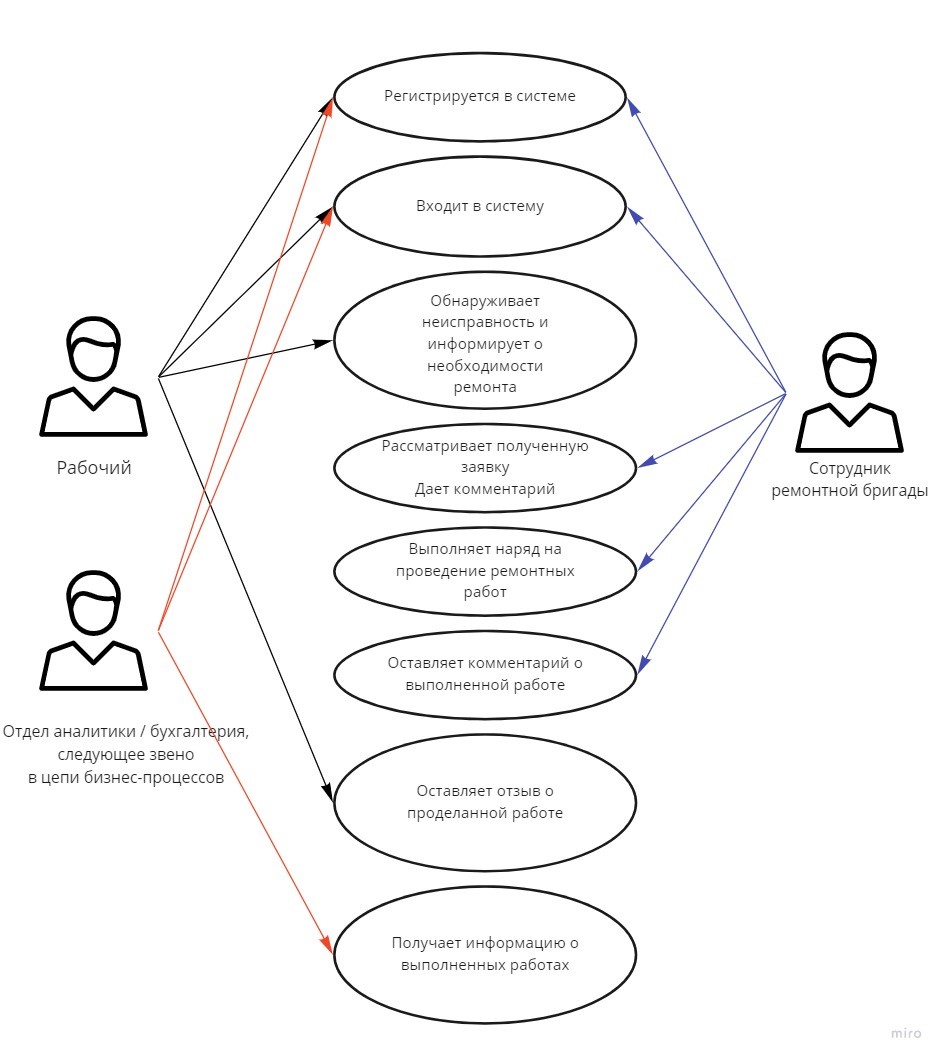 Регистрируется в системе
Входит в систему
Обнаруживает
неисправность и
информирует о
необходимости
ремонта
Рассматривает полученную
заявку
Дает комментарий
Рабочий
Сотрудник
ремонтной бригады
Выполняет наряд на
проведение ремонтных
работ
Оставляет комментарий о
выполненной работе
Отдел аналитики / бухгалтерия,
следующее звено
в цепи бизнес-процессов
Оставляет отзыв о
проделанной работе
Получает информацию о
выполненных работах
miro